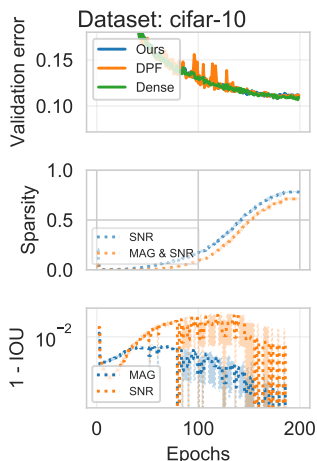 Dataset: cifar-10
Validation error
0.15
0.10
Ours
DPF
Dense
Sparsity
1.0
0.5
0.0
SNR
MAG & SNR
1 - IOU
10⁻²
MAG
SNR
0
100
200
Epochs